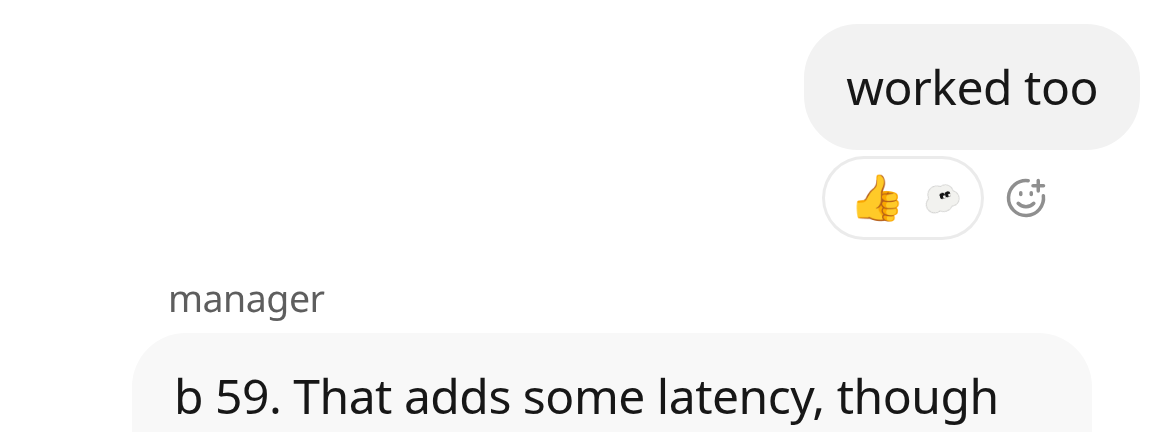 worked too
👍
manager
b 59. That adds some latency, though